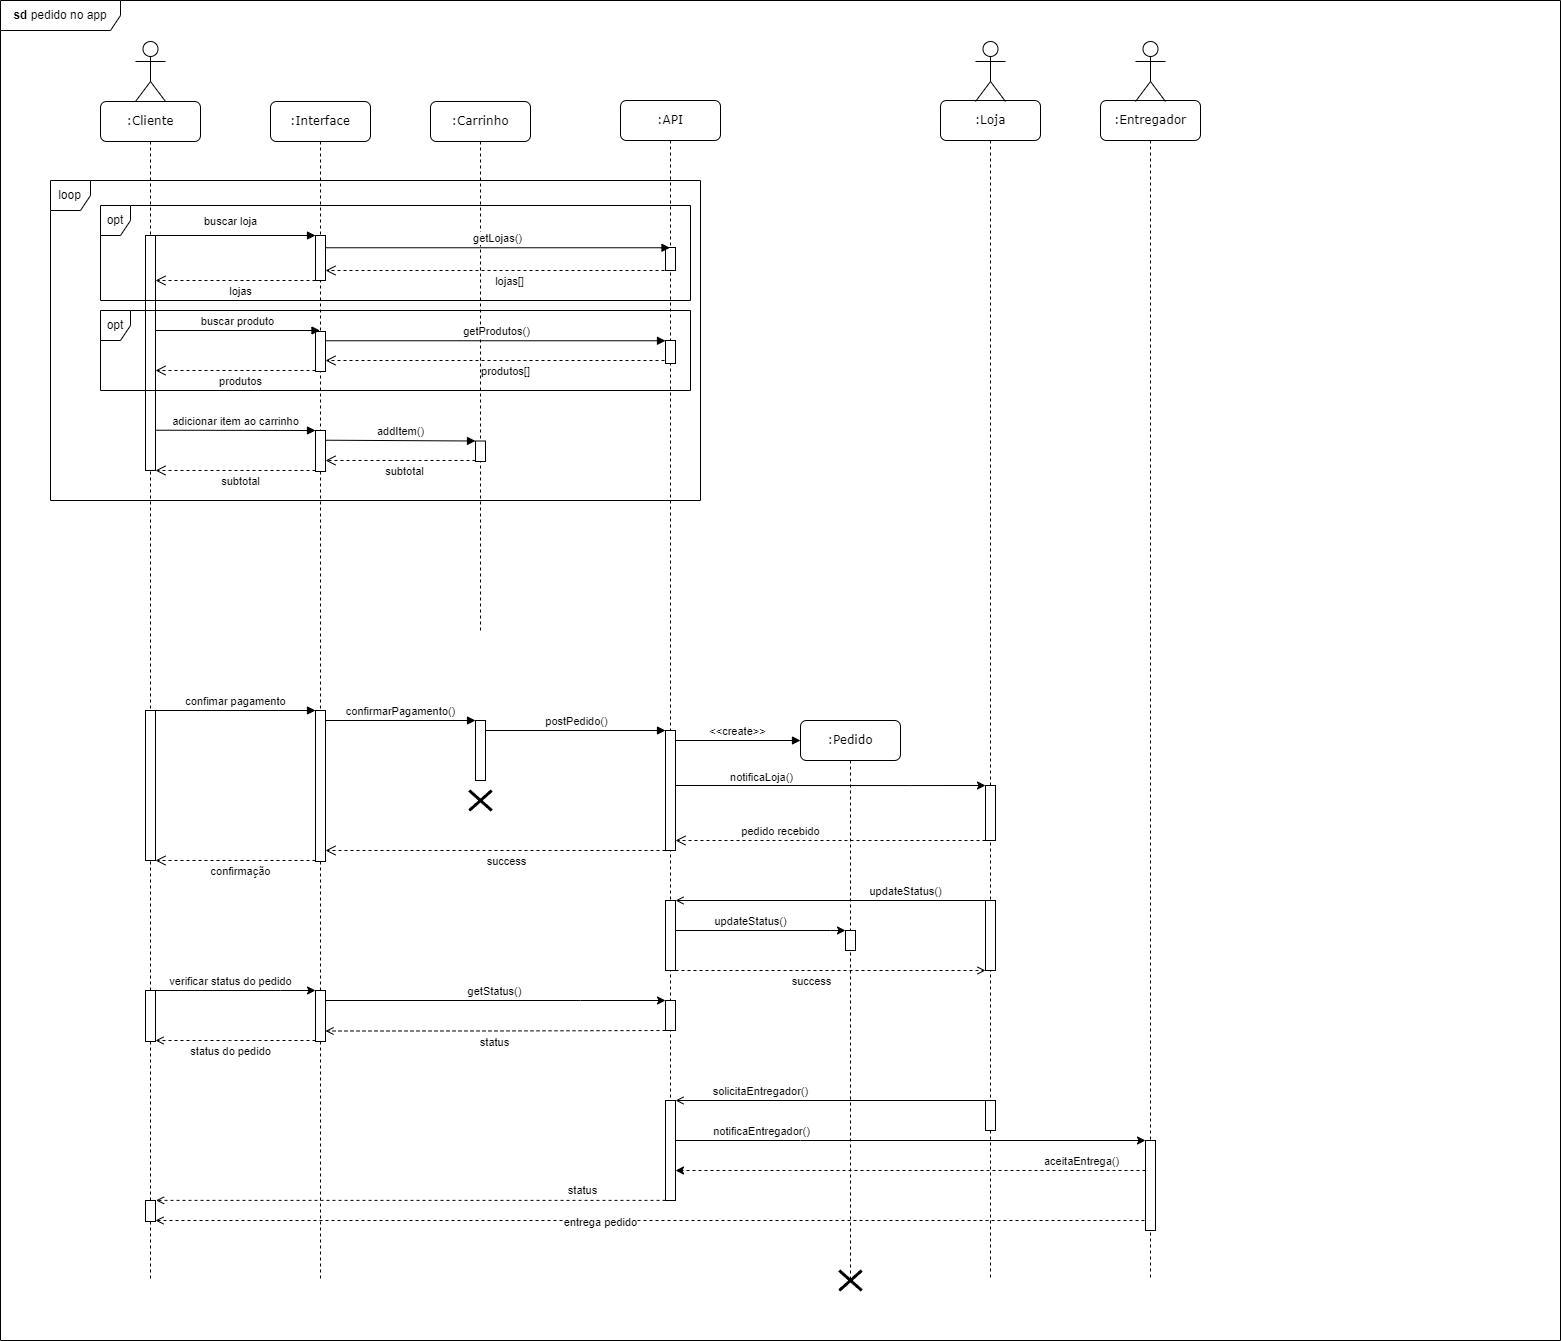 sd pedido no app
:Cliente
:Interface
:Carrinho
:API
:Loja
:Entregador
loop
opt
buscar loja
getLojas()
lojas[]
lojas
opt
buscar produto
getProdutos()
produtos[]
produtos
adicionar item ao carrinho
addItem()
subtotal
subtotal
confimar pagamento
confirmarPagamento()
postPedido()
<<create>>
:Pedido
notificaLoja()
pedido recebido
success
confirmação
updateStatus()
updateStatus()
success
verificar status do pedido
getStatus()
status
status do pedido
solicitaEntregador()
notificaEntregador()
aceitaEntrega()
status
entrega pedido